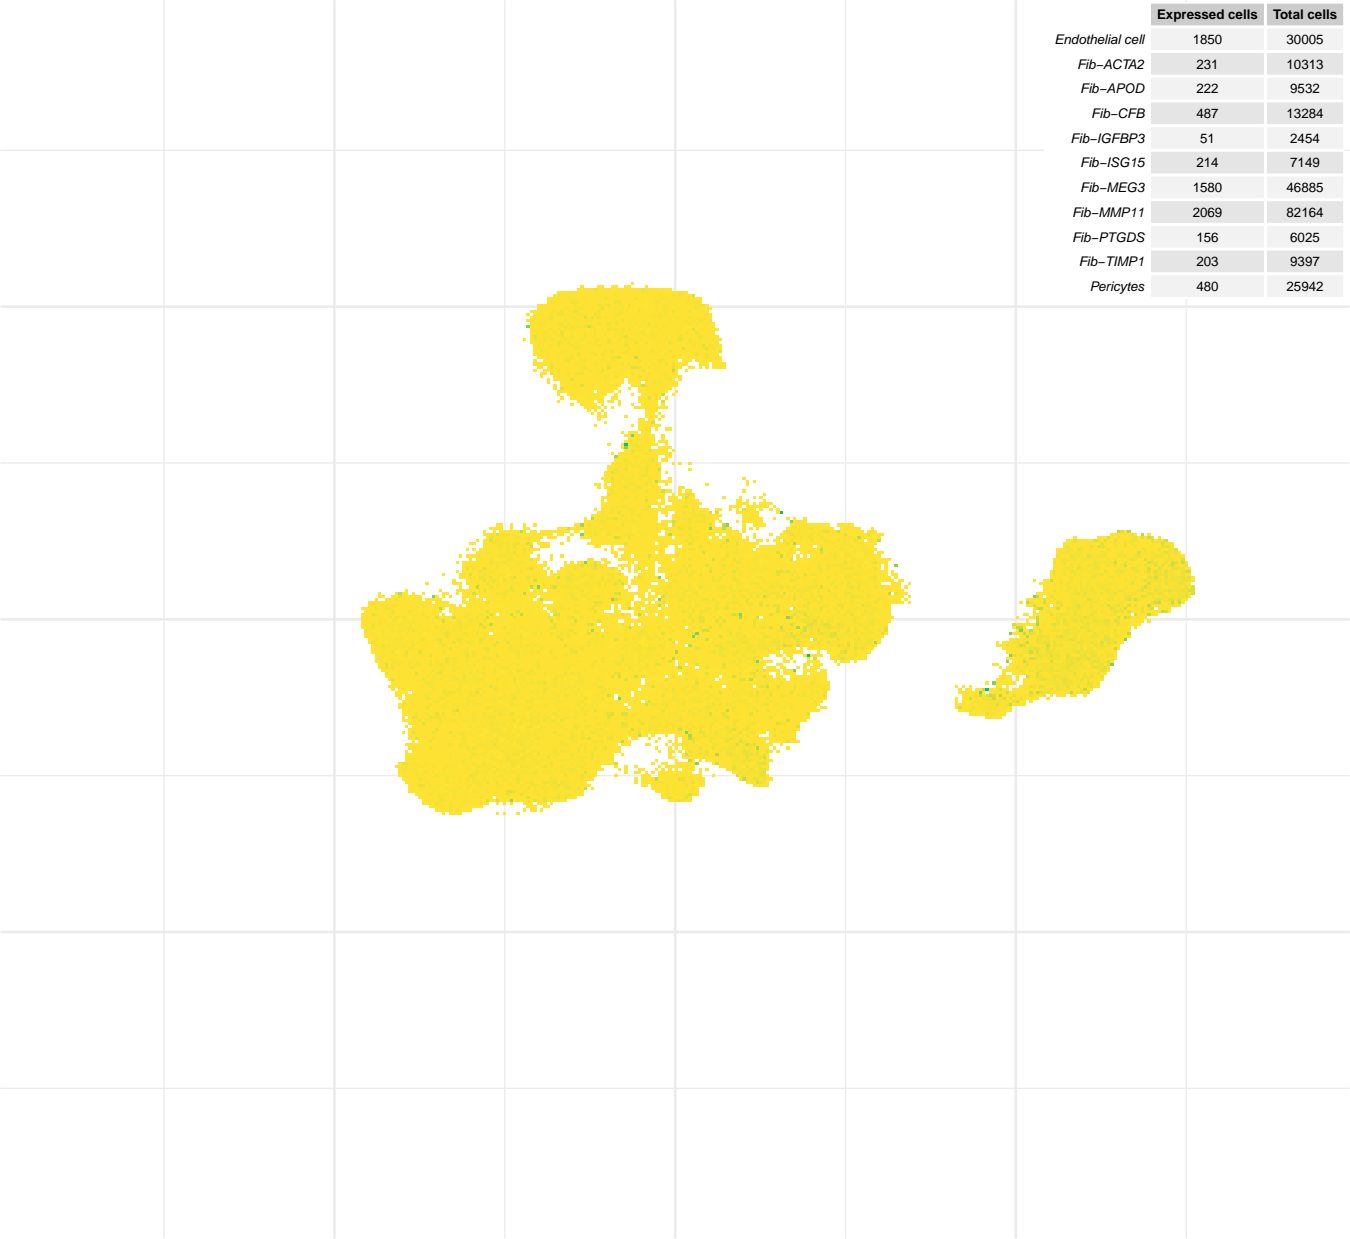 Expressed cells Total cells
Endothelial cell 1850 30005
Fib−ACTA2 231 10313
Fib−APOD 222 9532
Fib−CFB 487 13284
Fib−IGFBP3 51 2454
Fib−ISG15 214 7149
Fib−MEG3 1580 46885
Fib−MMP11 2069 82164
Fib−PTGDS 156 6025
Fib−TIMP1 203 9397
Pericytes 480 25942